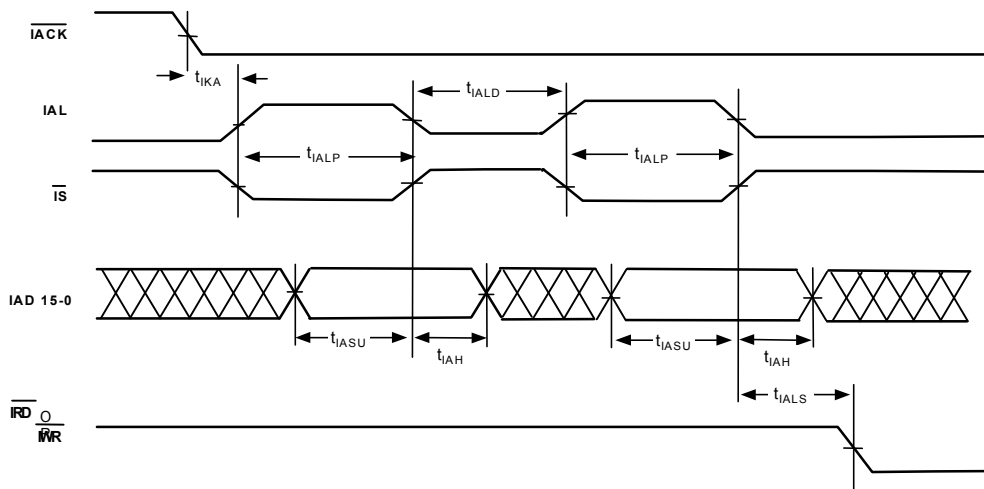 IACK
tIKA
IAL
tIALD
tIALP
tIALP
IS
IAD 15-0
tIASU
tIAH
tIASU
tIAH
tIALS
IRD
IWR